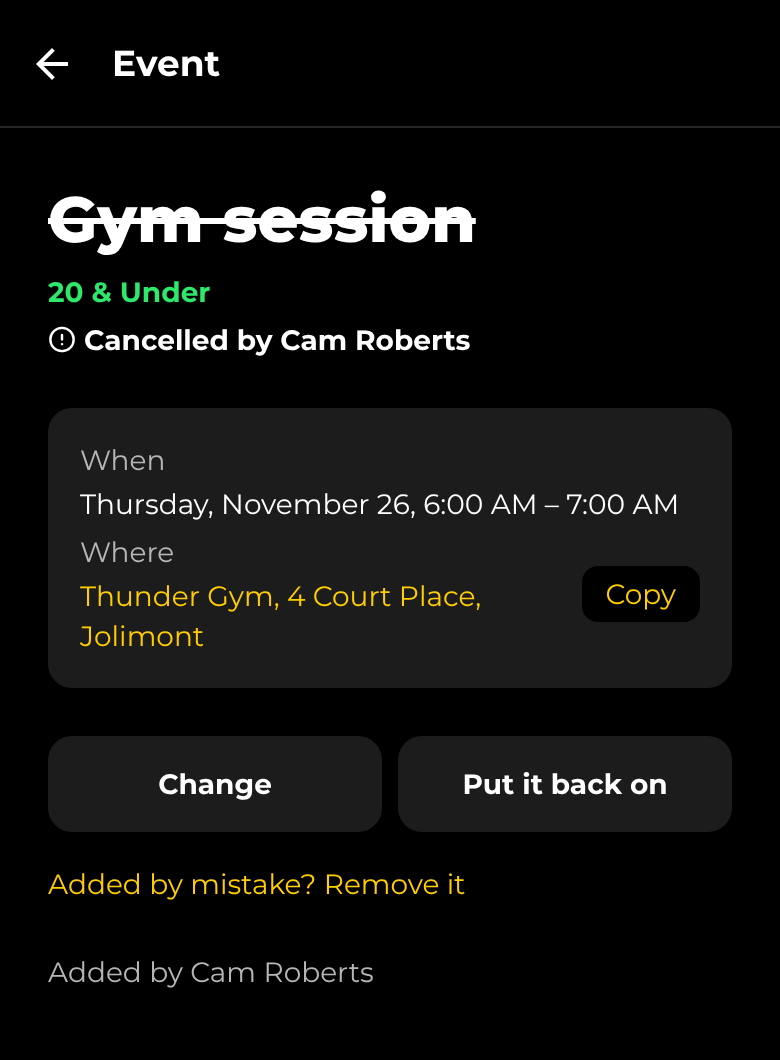 Event
Gym session
20 & Under
Cancelled by Cam Roberts
When
Thursday, November 26, 6:00 AM – 7:00 AM
Where
Thunder Gym, 4 Court Place,
Jolimont
Copy
Change
Put it back on
Added by mistake? Remove it
Added by Cam Roberts